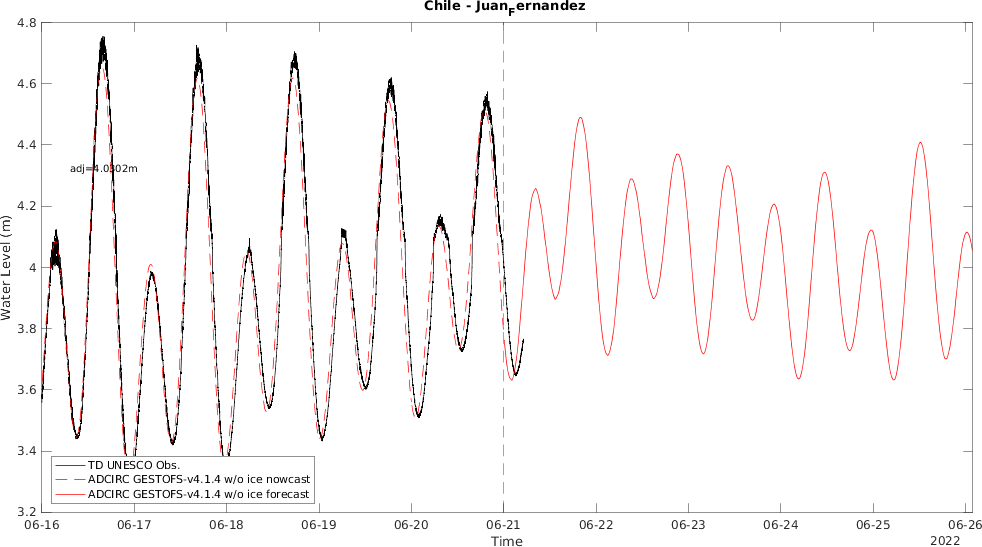 Chile - Juan_Fernandez
4.8
4.6
4.4
4.2
4
3.8
3.6
3.4
3.2
Water Level (m)
adj=4.0302m
TD UNESCO Obs.
ADCIRC GESTOFS-v4.1.4 w/o ice nowcast
ADCIRC GESTOFS-v4.1.4 w/o ice forecast
06-16 06-17 06-18 06-19 06-20 06-21 06-22 06-23 06-24 06-25 06-26
Time
2022